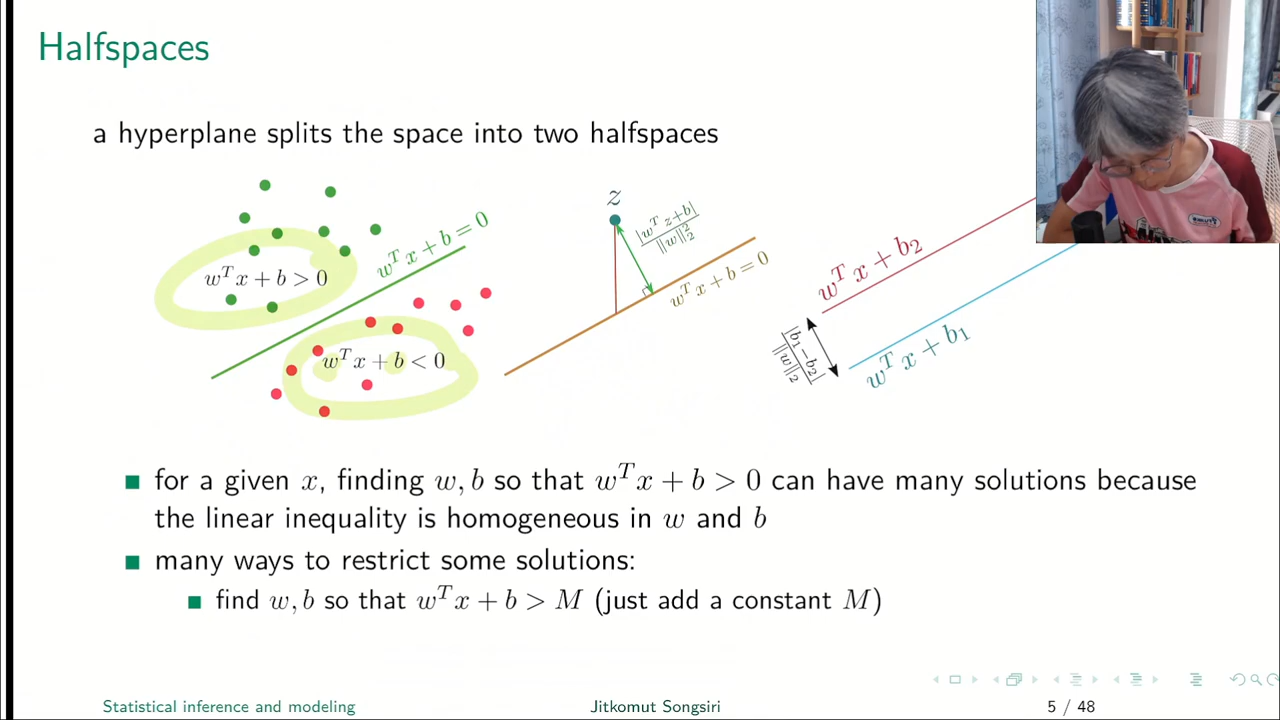 Halfspaces
a hyperplane splits the space into two halfspaces
w^T x + b > 0
w^T x + b = 0
w^T x + b < 0
z
|w^T z+b|
||w||_2^2
w^T x + b = 0
w^T x + b_2
|b_1 − b_2|
||w||_2
w^T x + b_1
for a given x, finding w, b so that w^T x + b > 0 can have many solutions because
the linear inequality is homogeneous in w and b
many ways to restrict some solutions:
find w, b so that w^T x + b > M (just add a constant M)
Statistical inference and modeling
Jitkomut Songsiri
5 / 48